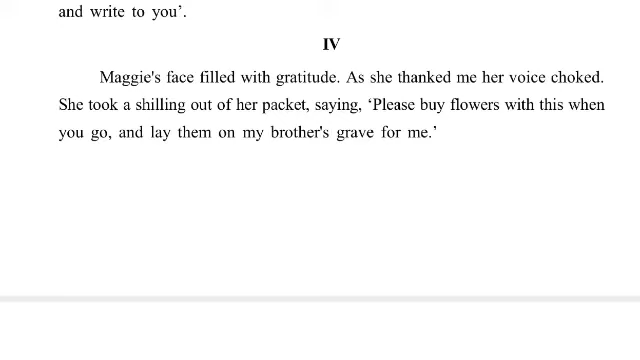 and write to you’.
IV
Maggie's face filled with gratitude. As she thanked me her voice choked.
She took a shilling out of her packet, saying, ‘Please buy flowers with this when
you go, and lay them on my brother's grave for me.’